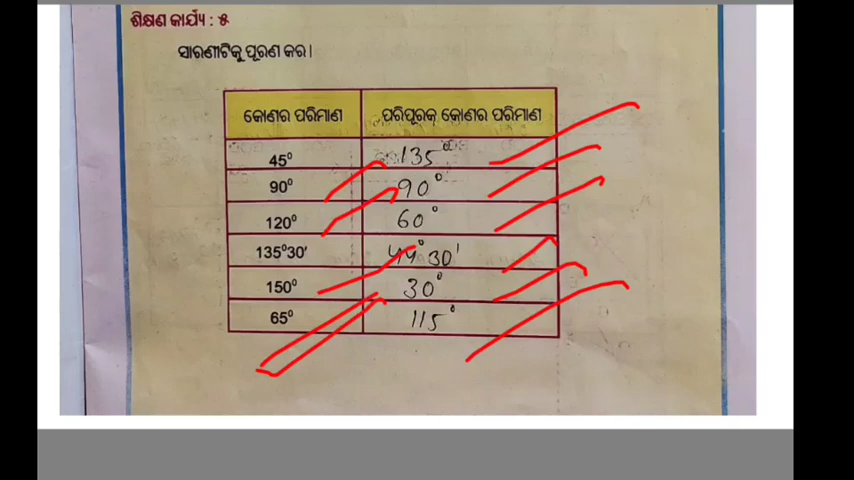 ଶିକ୍ଷଣ କାର୍ଯ୍ୟ : ୫
ସାରଣୀଟିକୁ ପୂରଣ କର।
କୋଣର ପରିମାଣ ପରିପୂରକ୍ କୋଣର ପରିମାଣ
45° 135°
90° 90°
120° 60°
135°30' 44°30'
150° 30°
65° 115°